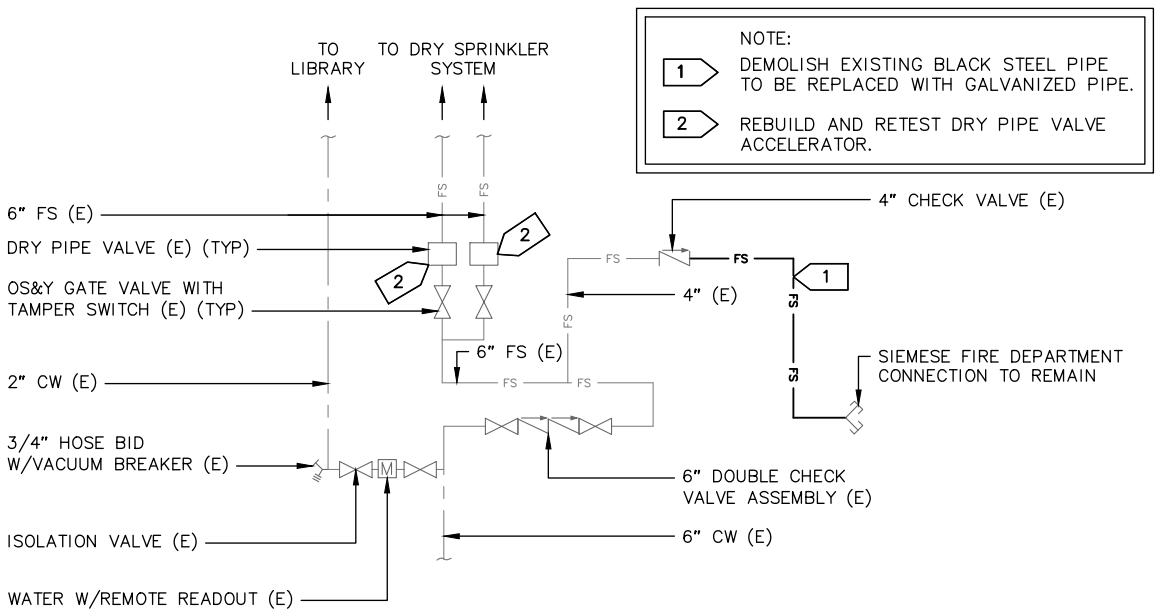 NOTE:
1 DEMOLISH EXISTING BLACK STEEL PIPE
TO BE REPLACED WITH GALVANIZED PIPE.
2 REBUILD AND RETEST DRY PIPE VALVE
ACCELERATOR.
TO
LIBRARY
TO DRY SPRINKLER
SYSTEM
FS
FS
6" FS (E)
4" CHECK VALVE (E)
DRY PIPE VALVE (E) (TYP)
2
2
FS
FS
1
OS&Y GATE VALVE WITH
TAMPER SWITCH (E) (TYP)
4" (E)
FS
FS
6" FS (E)
SIEMESE FIRE DEPARTMENT
CONNECTION TO REMAIN
2" CW (E)
FS
FS
FS
3/4" HOSE BID
W/VACUUM BREAKER (E)
M
6" DOUBLE CHECK
VALVE ASSEMBLY (E)
ISOLATION VALVE (E)
6" CW (E)
WATER W/REMOTE READOUT (E)